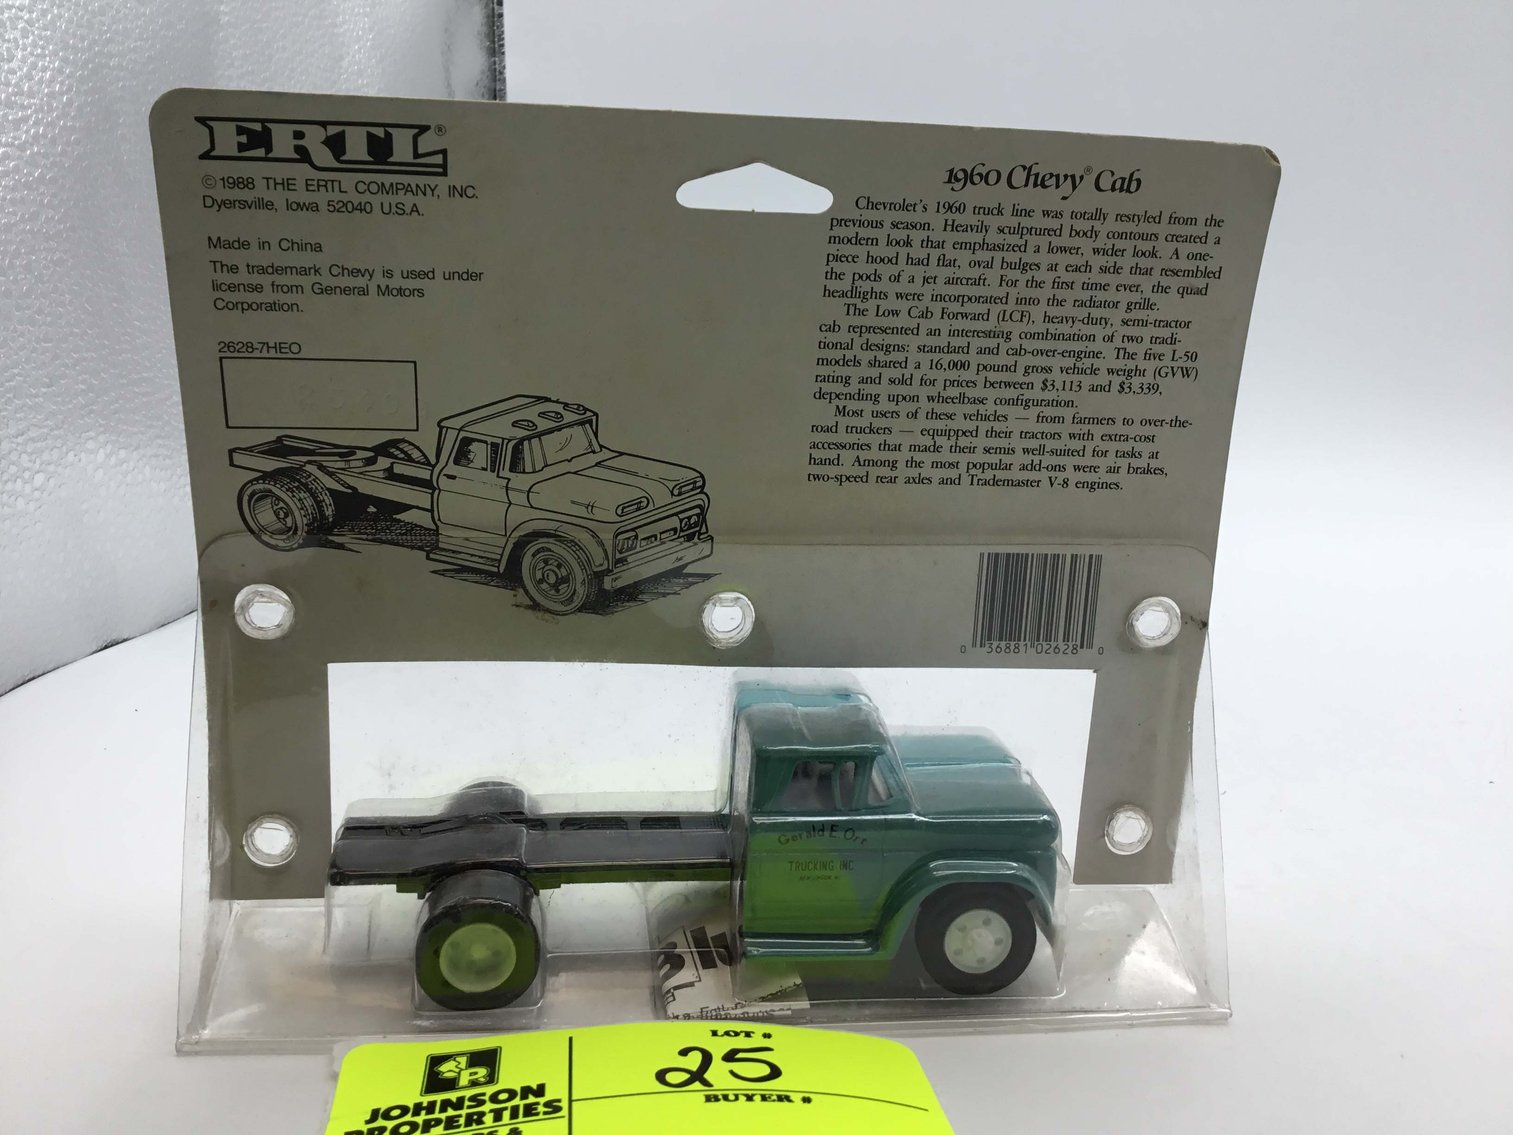 ERTL®
©1988 THE ERTL COMPANY, INC.
Dyersville, Iowa 52040 U.S.A.
Made in China
The trademark Chevy is used under
license from General Motors
Corporation.
2628-7HEO
1960 Chevy® Cab
Chevrolet's 1960 truck line was totally restyled from the
previous season. Heavily sculptured body contours created a
modern look that emphasized a lower, wider look. A one-
piece hood had flat, oval bulges at each side that resembled
the pods of a jet aircraft. For the first time ever, the quad
headlights were incorporated into the radiator grille.
The Low Cab Forward (LCF), heavy-duty, semi-tractor
cab represented an interesting combination of two tradi-
tional designs: standard and cab-over-engine. The five L-50
models shared a 16,000 pound gross vehicle weight (GVW)
rating and sold for prices between $3,113 and $3,339,
depending upon wheelbase configuration.
Most users of these vehicles — from farmers to over-the-
road truckers — equipped their tractors with extra-cost
accessories that made their semis well-suited for tasks at
hand. Among the most popular add-ons were air brakes,
two-speed rear axles and Trademaster V-8 engines.
0 36881 02628 0
Gerald E. Orr
TRUCKING INC.
LOT #
25
BUYER #
JOHNSON
PROPERTIES